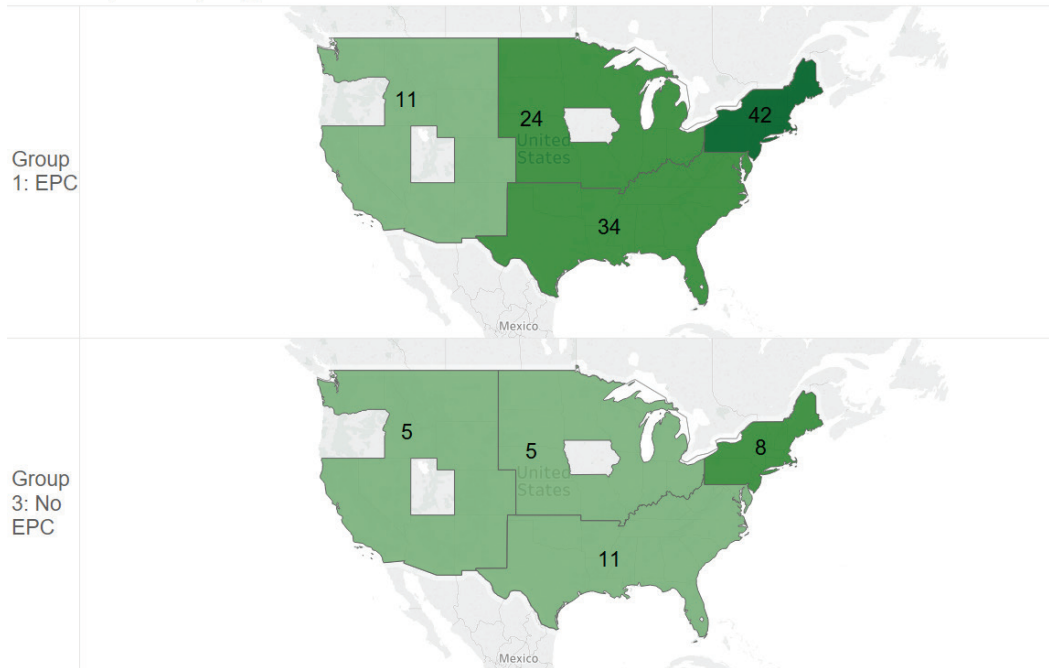 11
24
42
United
States
Group
1: EPC
34
Mexico
5
5
8
United
States
Group
3: No
EPC
11
Mexico